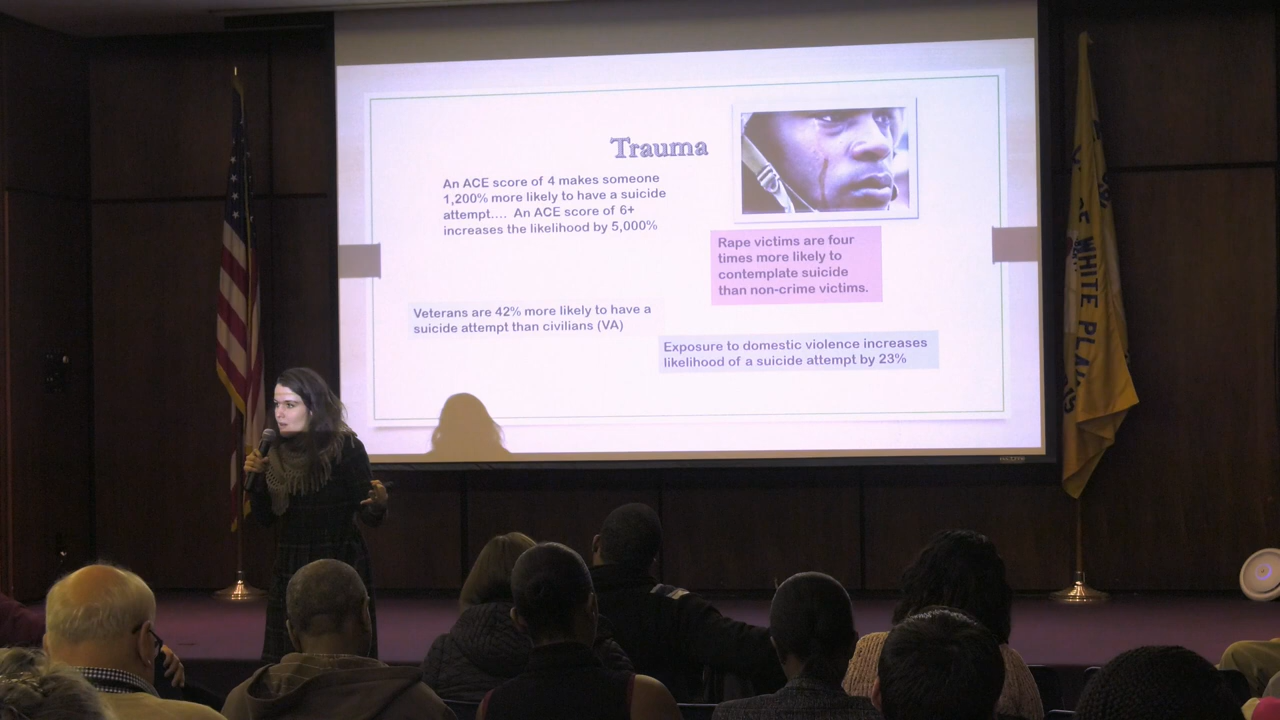 Trauma
An ACE score of 4 makes someone
1,200% more likely to have a suicide
attempt.... An ACE score of 6+
increases the likelihood by 5,000%
Rape victims are four
times more likely to
contemplate suicide
than non-crime victims.
Veterans are 42% more likely to have a
suicide attempt than civilians (VA)
Exposure to domestic violence increases
likelihood of a suicide attempt by 23%
WHITE PLAINS